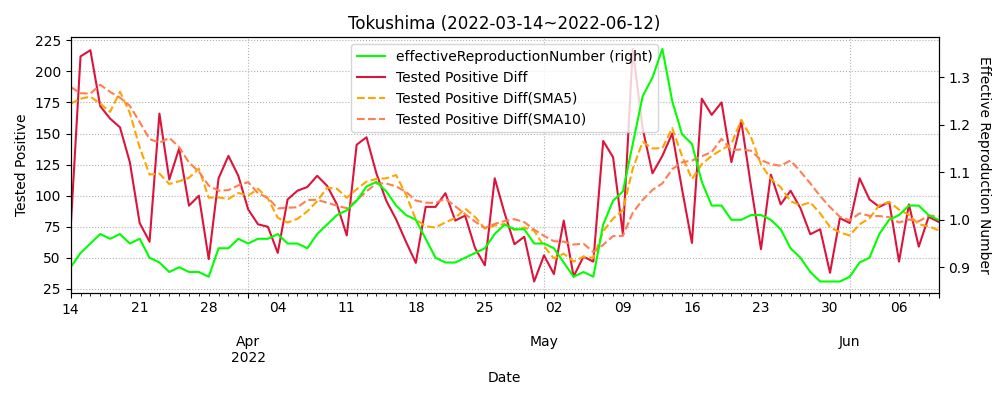 Tokushima (2022-03-14~2022-06-12)
effectiveReproductionNumber (right)
Tested Positive Diff
Tested Positive Diff(SMA5)
Tested Positive Diff(SMA10)
Tested Positive
225
200
175
150
125
100
75
50
25
1.3
1.2
1.1
1.0
0.9
Effective Reproduction Number
14 21 28 04 11 18 25 02 09 16 23 30 06
Apr May Jun
2022
Date